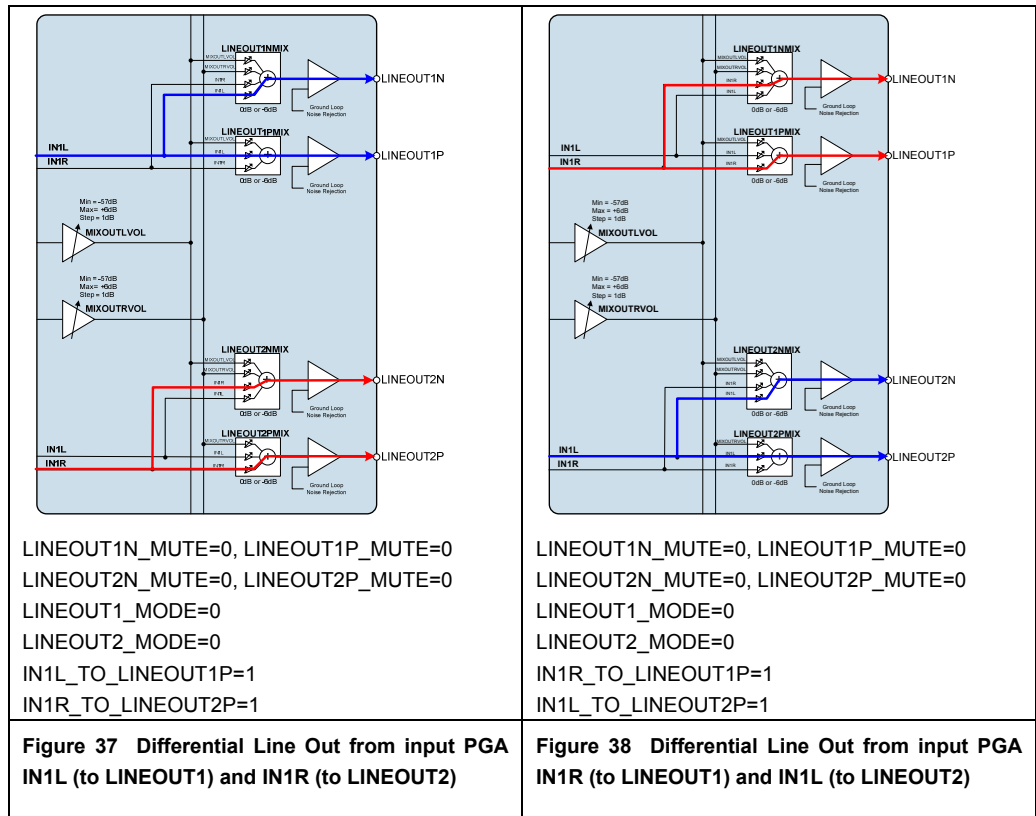 LINEOUT1NMIX
MIXOUTLVOL
MIXOUTRVOL
IN1R
IN1L
0dB or -6dB
LINEOUT1N
Ground Loop
Noise Rejection
LINEOUT1PMIX
MIXOUTLVOL
IN1L
IN1R
0dB or -6dB
LINEOUT1P
Ground Loop
Noise Rejection
IN1L
IN1R
Min = -57dB
Max= +6dB
Step = 1dB
MIXOUTLVOL
Min = -57dB
Max= +6dB
Step = 1dB
MIXOUTRVOL
LINEOUT2NMIX
MIXOUTLVOL
MIXOUTRVOL
IN1R
IN1L
0dB or -6dB
LINEOUT2N
Ground Loop
Noise Rejection
LINEOUT2PMIX
MIXOUTRVOL
IN1L
IN1R
0dB or -6dB
LINEOUT2P
Ground Loop
Noise Rejection
IN1L
IN1R
LINEOUT1N_MUTE=0, LINEOUT1P_MUTE=0
LINEOUT2N_MUTE=0, LINEOUT2P_MUTE=0
LINEOUT1_MODE=0
LINEOUT2_MODE=0
IN1L_TO_LINEOUT1P=1
IN1R_TO_LINEOUT2P=1
Figure 37 Differential Line Out from input PGA
IN1L (to LINEOUT1) and IN1R (to LINEOUT2)
LINEOUT1NMIX
MIXOUTLVOL
MIXOUTRVOL
IN1R
IN1L
0dB or -6dB
LINEOUT1N
Ground Loop
Noise Rejection
LINEOUT1PMIX
MIXOUTLVOL
IN1L
IN1R
0dB or -6dB
LINEOUT1P
Ground Loop
Noise Rejection
IN1L
IN1R
Min = -57dB
Max= +6dB
Step = 1dB
MIXOUTLVOL
Min = -57dB
Max= +6dB
Step = 1dB
MIXOUTRVOL
LINEOUT2NMIX
MIXOUTLVOL
MIXOUTRVOL
IN1R
IN1L
0dB or -6dB
LINEOUT2N
Ground Loop
Noise Rejection
LINEOUT2PMIX
MIXOUTRVOL
IN1L
IN1R
0dB or -6dB
LINEOUT2P
Ground Loop
Noise Rejection
IN1L
IN1R
LINEOUT1N_MUTE=0, LINEOUT1P_MUTE=0
LINEOUT2N_MUTE=0, LINEOUT2P_MUTE=0
LINEOUT1_MODE=0
LINEOUT2_MODE=0
IN1R_TO_LINEOUT1P=1
IN1L_TO_LINEOUT2P=1
Figure 38 Differential Line Out from input PGA
IN1R (to LINEOUT1) and IN1L (to LINEOUT2)